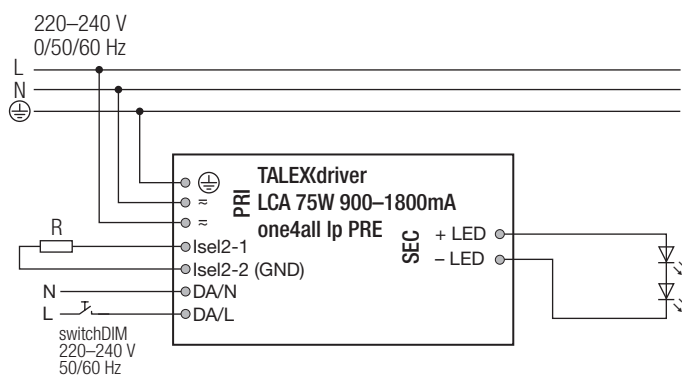 220–240 V
0/50/60 Hz
L
N
TALEXXdriver
LCA 75W 900–1800mA
one4all lp PRE
PRI
≂
≂
R
Isel2-1
Isel2-2 (GND)
SEC
+ LED
– LED
N
DA/N
L
DA/L
switchDIM
220–240 V
50/60 Hz